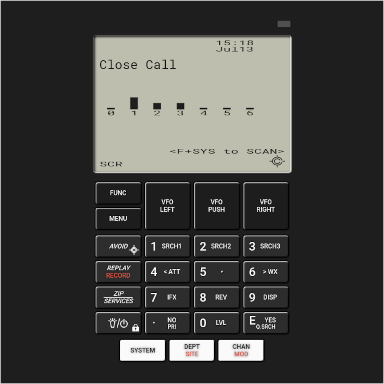 15:18
Jul13
Close Call
0 1 2 3 4 5 6
<F+SYS to SCAN>
SCR
C
FUNC
MENU
VFO LEFT
VFO PUSH
VFO RIGHT
AVOID
1 SRCH1
2 SRCH2
3 SRCH3
REPLAY
RECORD
4 < ATT
5 ·
6 > WX
ZIP
SERVICES
7 IFX
8 REV
9 DISP
/
· NO PRI
0 LVL
E YES O.SRCH
SYSTEM
DEPT
SITE
CHAN
MOD